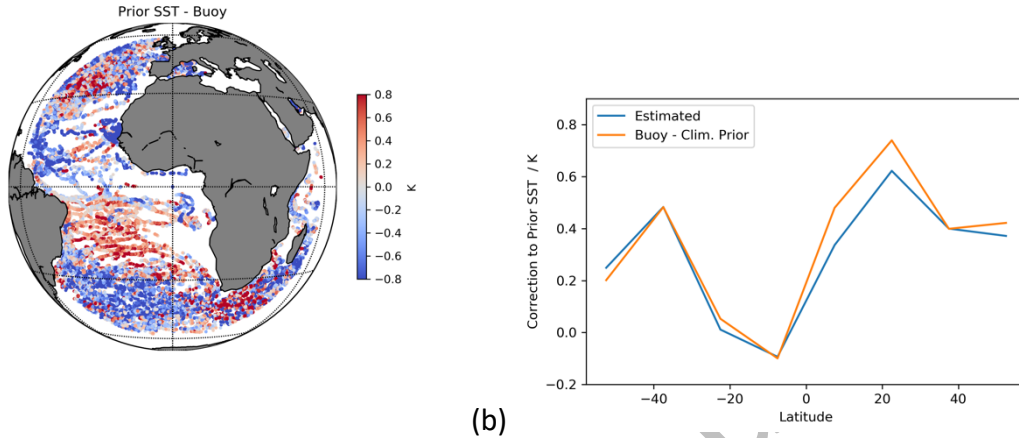 Prior SST - Buoy
0.8
0.6
0.4
0.2
0.0
−0.2
−0.4
−0.6
−0.8
K
(b)
Estimated
Buoy - Clim. Prior
Correction to Prior SST / K
0.8
0.6
0.4
0.2
0.0
−0.2
−40
−20
0
20
40
Latitude